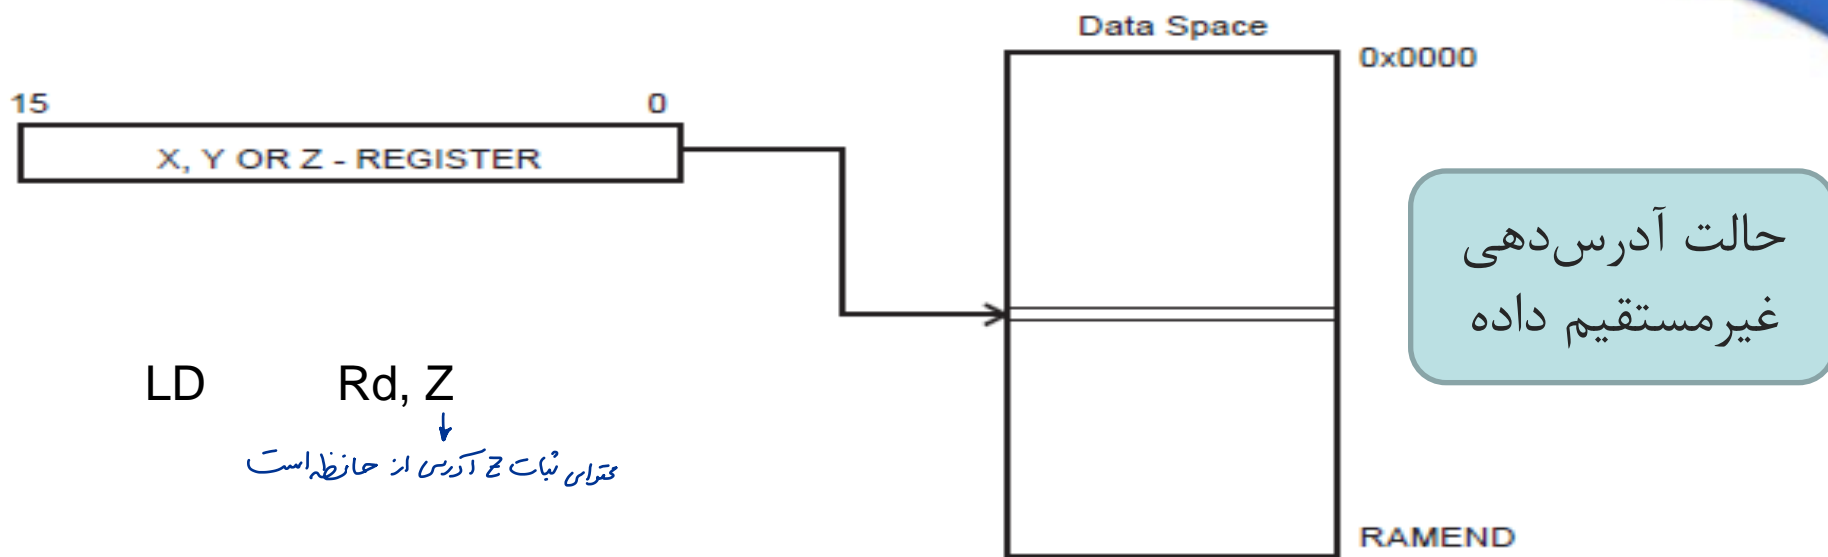 Data Space
0x0000
15 0
X, Y OR Z - REGISTER
حالت آدرس‌دهی
غیرمستقیم داده
LD Rd, Z
محتوای ثبات Z آدرسی از حافظه است
RAMEND